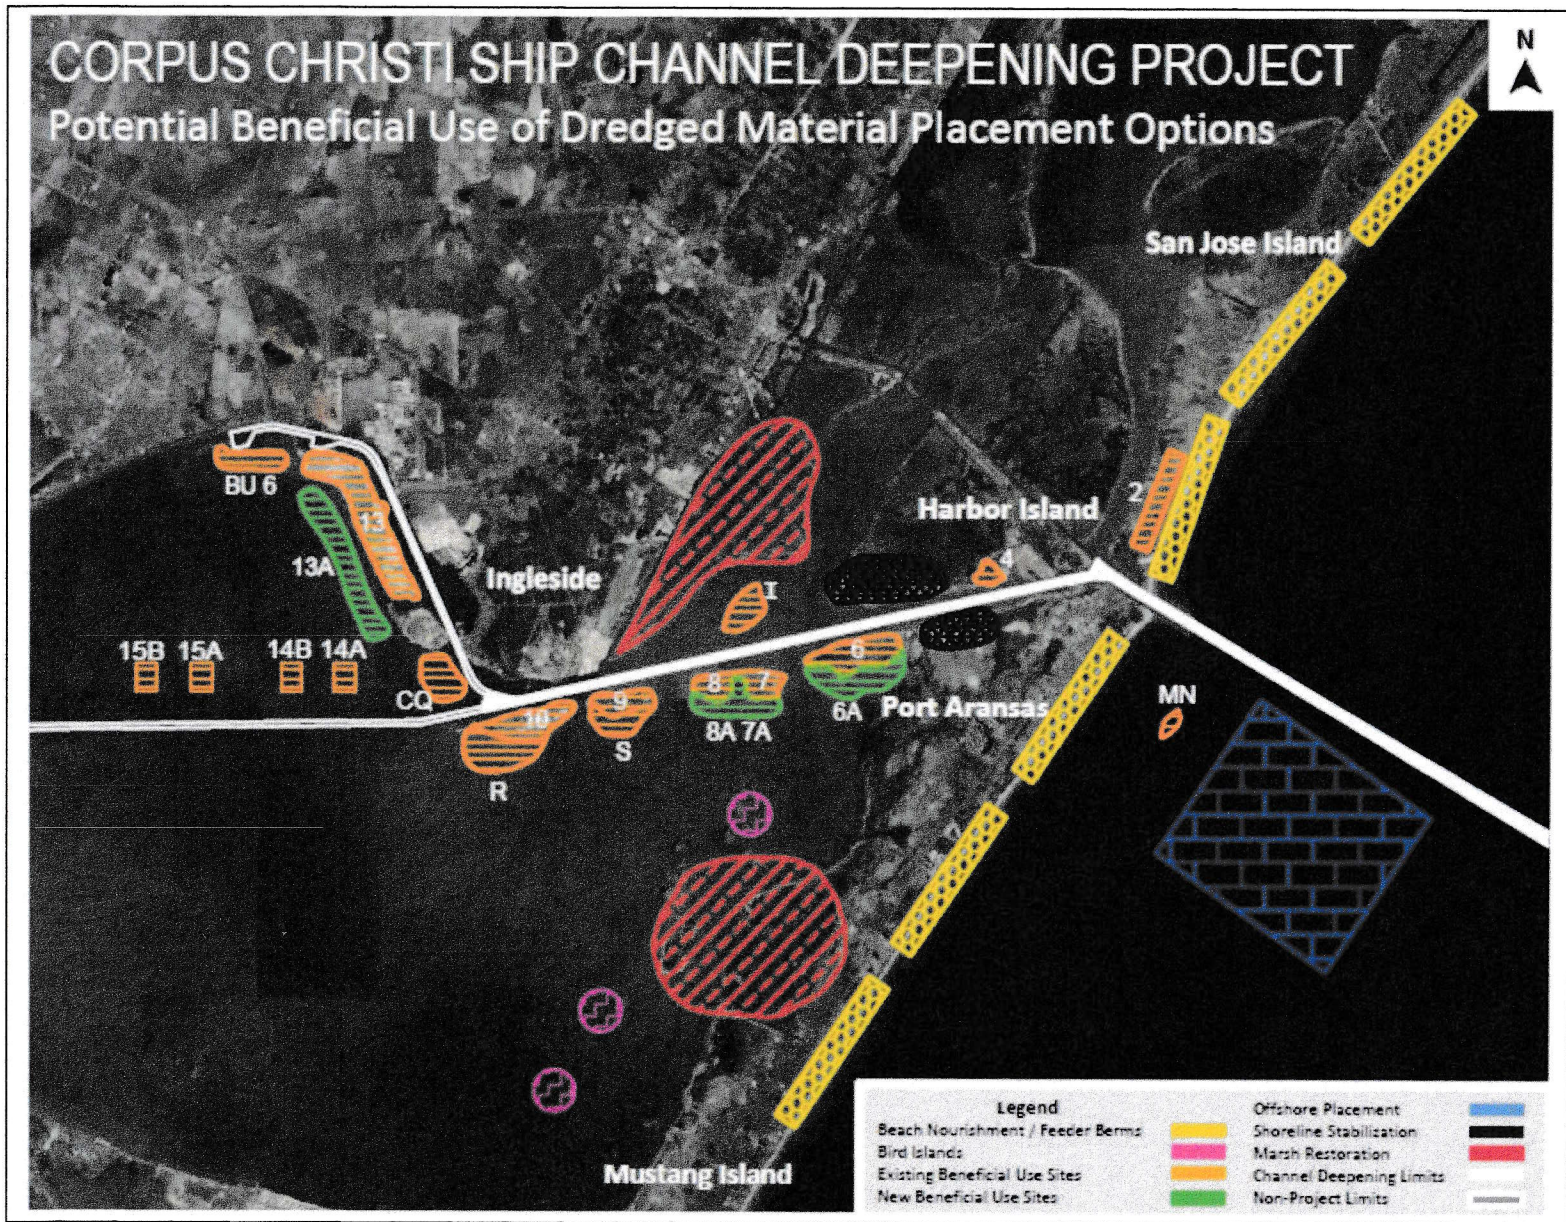 CORPUS CHRISTI SHIP CHANNEL DEEPENING PROJECT
Potential Beneficial Use of Dredged Material Placement Options
N
San Jose Island
BU 6
13
13A
Ingleside
Harbor Island
2
4
I
15B 15A 14B 14A
CQ
10
R
9
S
8 7
8A 7A
6
6A
Port Aransas
MN
Mustang Island
Legend
Beach Nourishment / Feeder Berms
Bird Islands
Existing Beneficial Use Sites
New Beneficial Use Sites
Offshore Placement
Shoreline Stabilization
Marsh Restoration
Channel Deepening Limits
Non-Project Limits